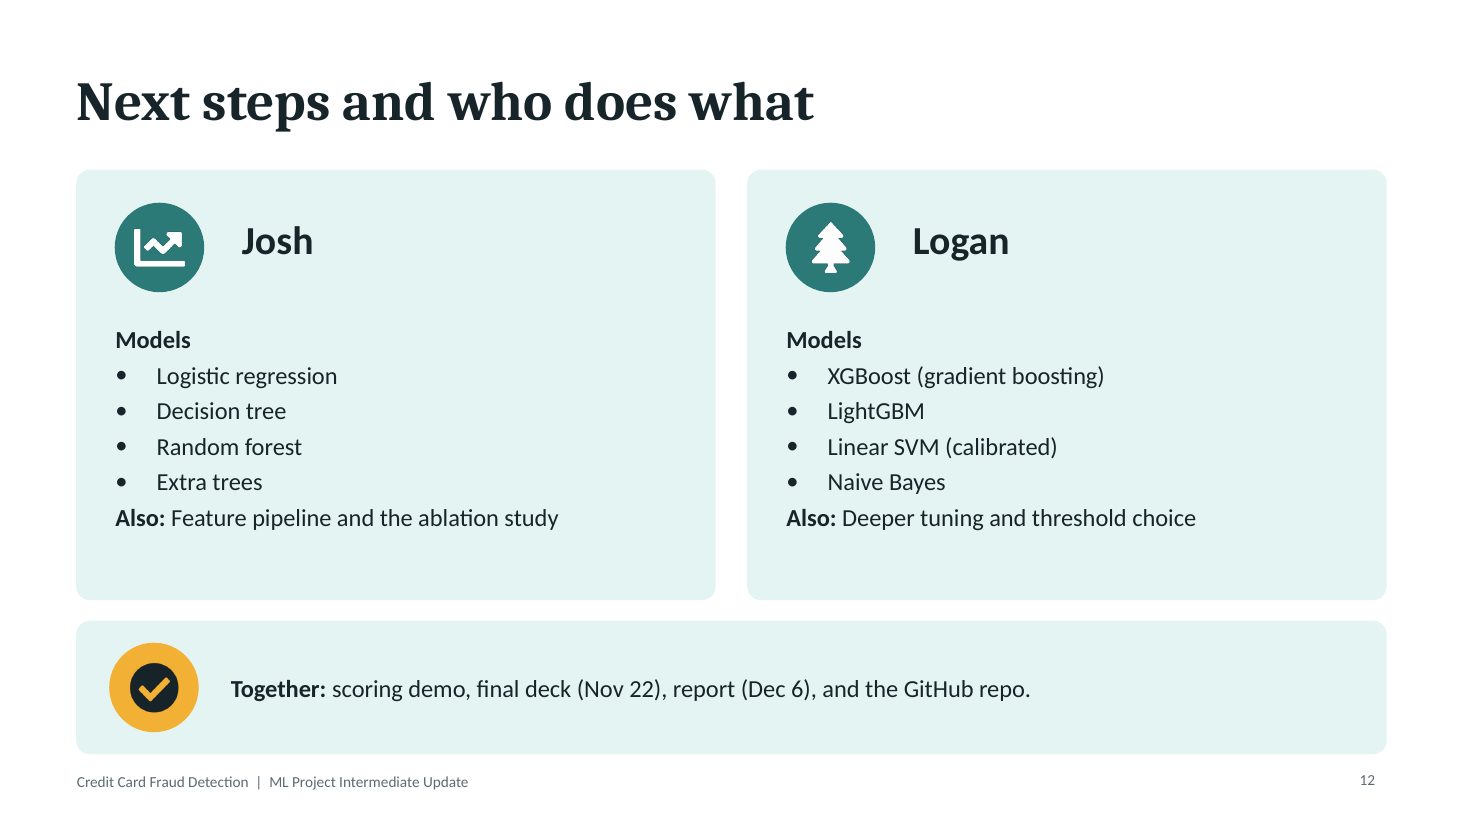 Next steps and who does what
Josh
Models
• Logistic regression
• Decision tree
• Random forest
• Extra trees
Also: Feature pipeline and the ablation study
Logan
Models
• XGBoost (gradient boosting)
• LightGBM
• Linear SVM (calibrated)
• Naive Bayes
Also: Deeper tuning and threshold choice
Together: scoring demo, final deck (Nov 22), report (Dec 6), and the GitHub repo.
Credit Card Fraud Detection | ML Project Intermediate Update
12